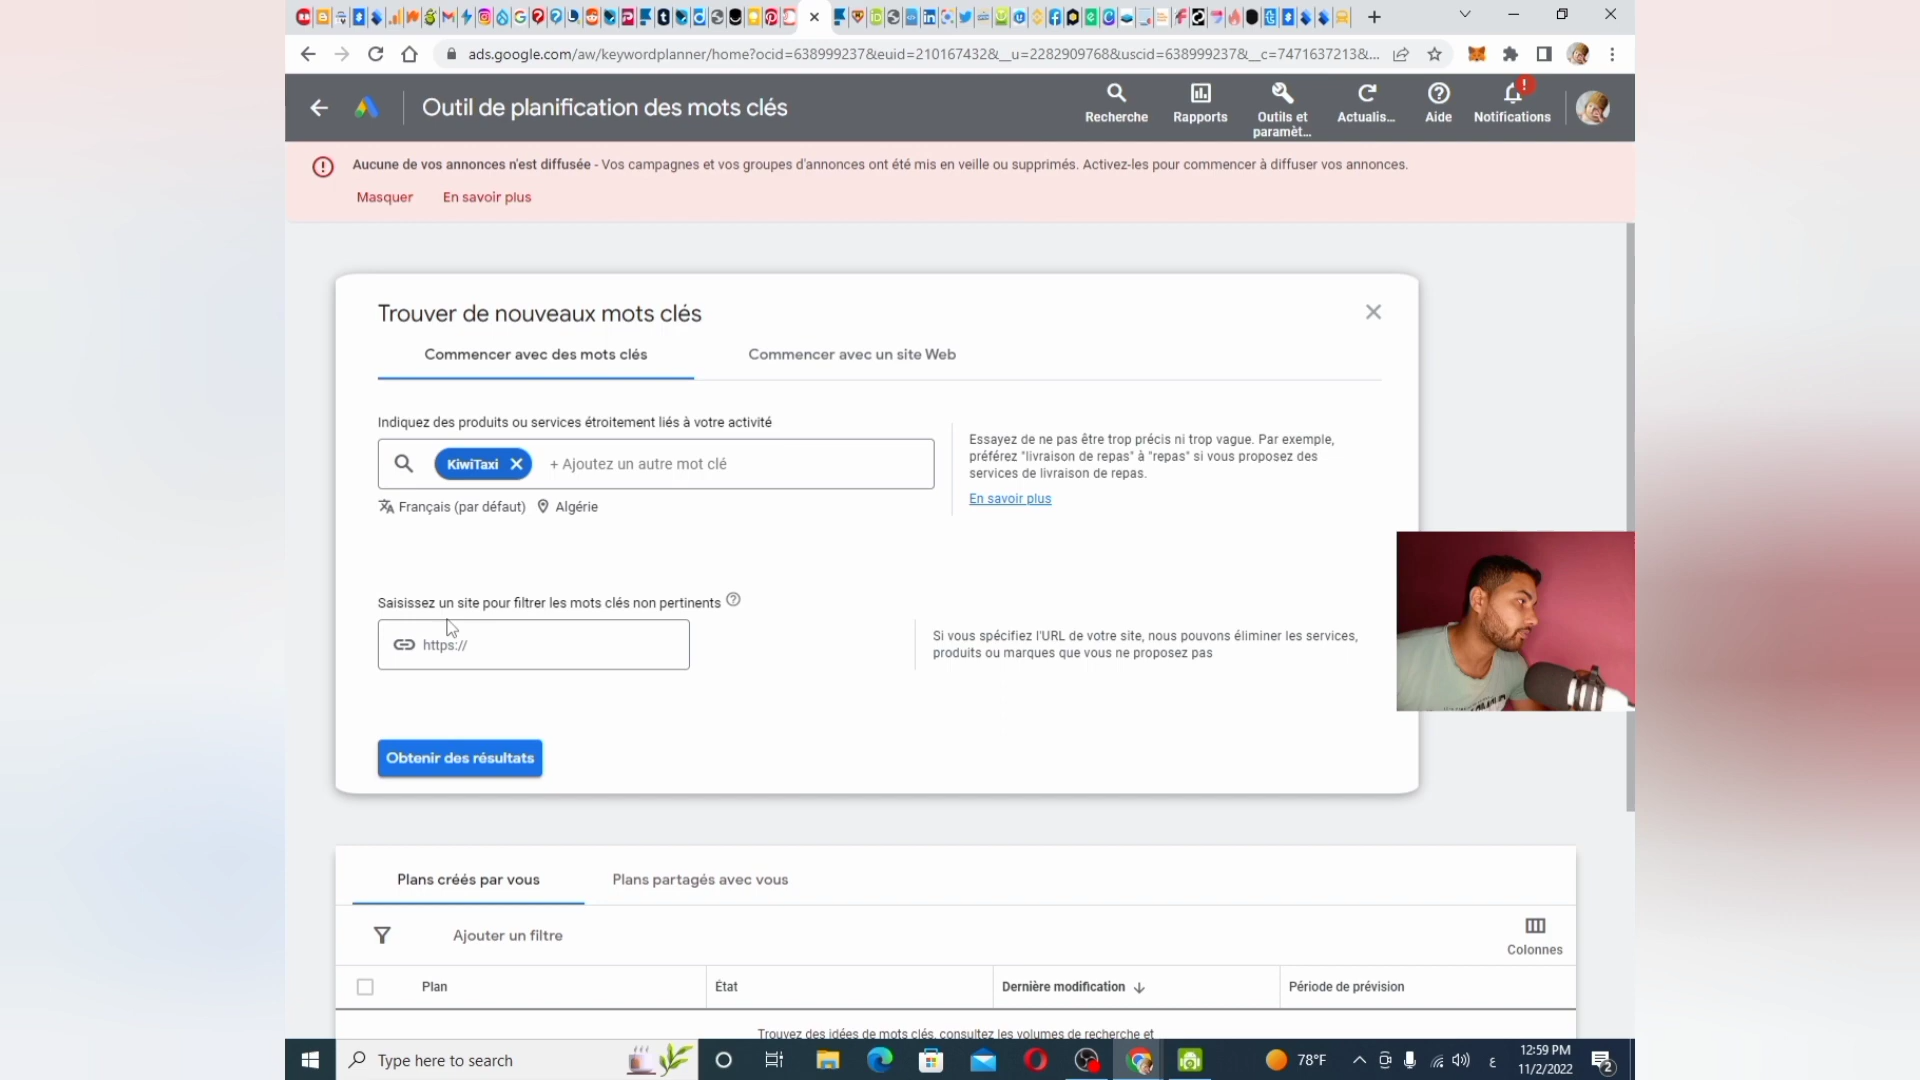 ads.google.com/aw/keywordplanner/home?ocid=638999237&euid=210167432&__u=2282909768&uscid=638999237&__c=7471637213&...
Outil de planification des mots clés
Recherche
Rapports
Outils et
paramèt...
Actualis...
Aide
Notifications
Aucune de vos annonces n'est diffusée - Vos campagnes et vos groupes d'annonces ont été mis en veille ou supprimés. Activez-les pour commencer à diffuser vos annonces.
Masquer
En savoir plus
Trouver de nouveaux mots clés
Commencer avec des mots clés
Commencer avec un site Web
Indiquez des produits ou services étroitement liés à votre activité
KiwiTaxi
+ Ajoutez un autre mot clé
Français (par défaut)
Algérie
Essayez de ne pas être trop précis ni trop vague. Par exemple,
préférez "livraison de repas" à "repas" si vous proposez des
services de livraison de repas.
En savoir plus
Saisissez un site pour filtrer les mots clés non pertinents
https://
Si vous spécifiez l'URL de votre site, nous pouvons éliminer les services,
produits ou marques que vous ne proposez pas
Obtenir des résultats
Plans créés par vous
Plans partagés avec vous
Ajouter un filtre
Colonnes
Plan
État
Dernière modification
Période de prévision
Trouvez des idées de mots clés, consultez les volumes de recherche et
Type here to search
78°F
ع
12:59 PM
11/2/2022
2